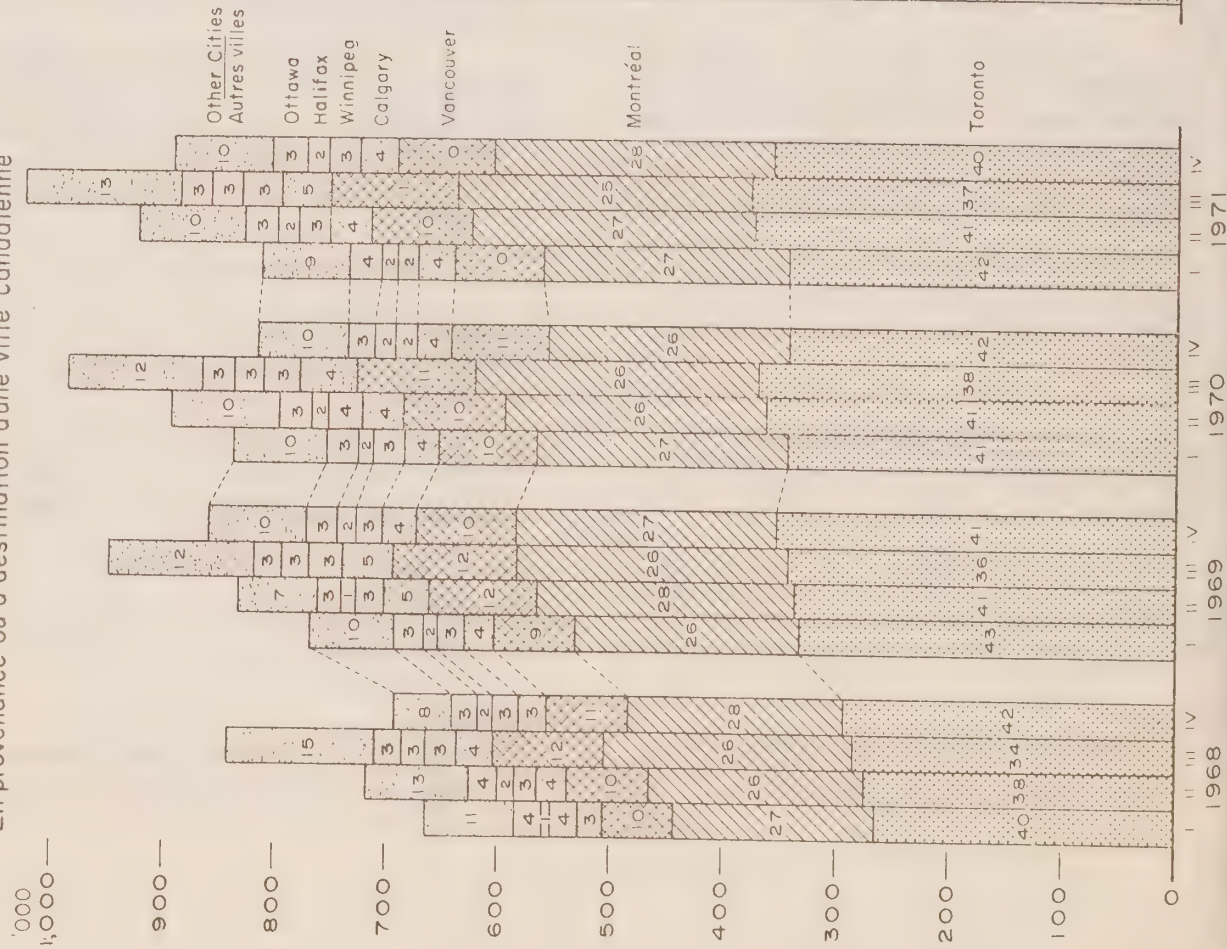 En provenance ou à destination d'une ville canadienne
'000
1,000
900
800
700
600
500
400
300
200
100
0
Other Cities
Autres villes
Ottawa
Halifax
Winnipeg
Calgary
Vancouver
Montréal
Toronto
11 4 4 3 10 27 40
13 4 2 3 4 10 26 38
15 3 3 3 4 12 26 34
8 3 2 3 3 11 28 42
10 3 2 3 4 9 26 43
7 3 1 3 5 12 28 41
12 3 3 3 5 12 26 36
10 3 2 3 4 10 27 41
10 3 2 3 4 10 27 41
10 3 2 4 4 10 26 41
12 3 3 3 4 11 26 38
10 3 2 2 4 11 26 42
9 4 2 2 4 0 27 42
10 3 2 3 4 10 27 41
13 3 3 3 5 25 37
10 3 2 3 4 0 28 40
I II IV
I II IV
I II III IV
I II III IV
1968
1969
1970
1971